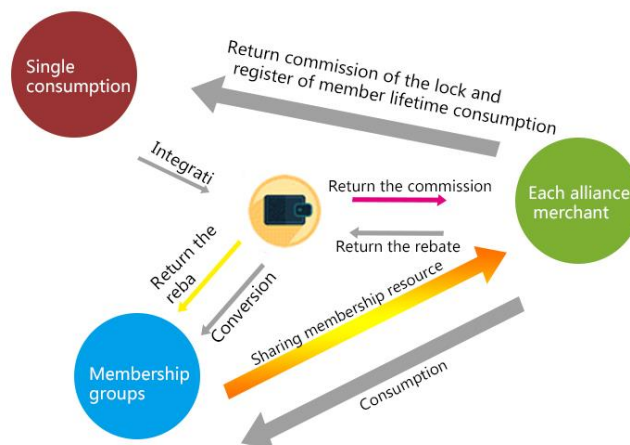 Single
consumption
Return commission of the lock and
register of member lifetime consumption
Integrati
Return the commission
Each alliance
merchant
Return the rebate
Return the
reba
Conversion
Sharing membership resource
Membership
groups
Consumption